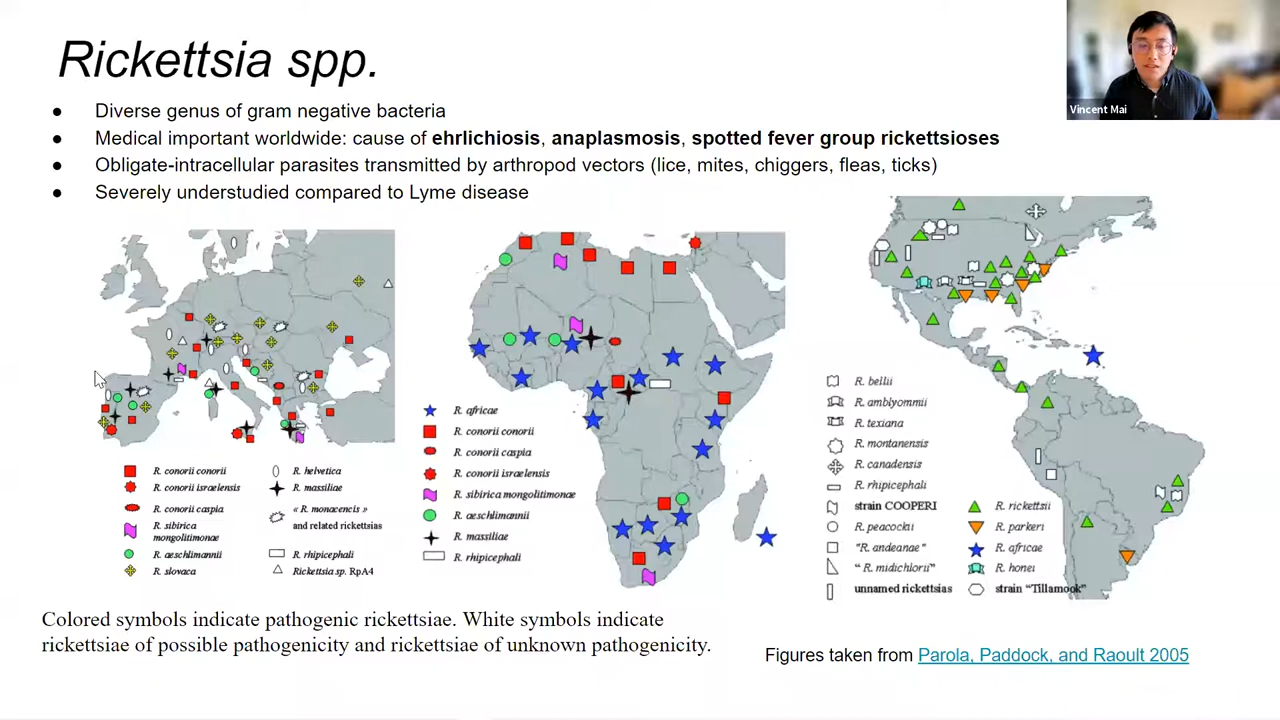 Rickettsia spp.
Vincent Mai
● Diverse genus of gram negative bacteria
● Medical important worldwide: cause of ehrlichiosis, anaplasmosis, spotted fever group rickettsioses
● Obligate-intracellular parasites transmitted by arthropod vectors (lice, mites, chiggers, fleas, ticks)
● Severely understudied compared to Lyme disease
R. conorii conorii
R. conorii israelensis
R. conorii caspia
R. sibirica
mongolitimonae
R. aeschlimannii
R. slovaca
R. helvetica
R. massiliae
« R. monacensis »
and related rickettsias
R. rhipicephali
Rickettsia sp. RpA4
R. africae
R. conorii conorii
R. conorii caspia
R. conorii israelensis
R. sibirica mongolitimonae
R. aeschlimannii
R. massiliae
R. rhipicephali
R. bellii
R. amblyommii
R. texiana
R. montanensis
R. canadensis
R. rhipicephali
strain COOPERI
R. peacockii
"R. andeanae"
"R. midichlorii"
unnamed rickettsias
R. rickettsii
R. parkeri
R. africae
R. honei
strain "Tillamook"
Colored symbols indicate pathogenic rickettsiae. White symbols indicate
rickettsiae of possible pathogenicity and rickettsiae of unknown pathogenicity.
Figures taken from Parola, Paddock, and Raoult 2005